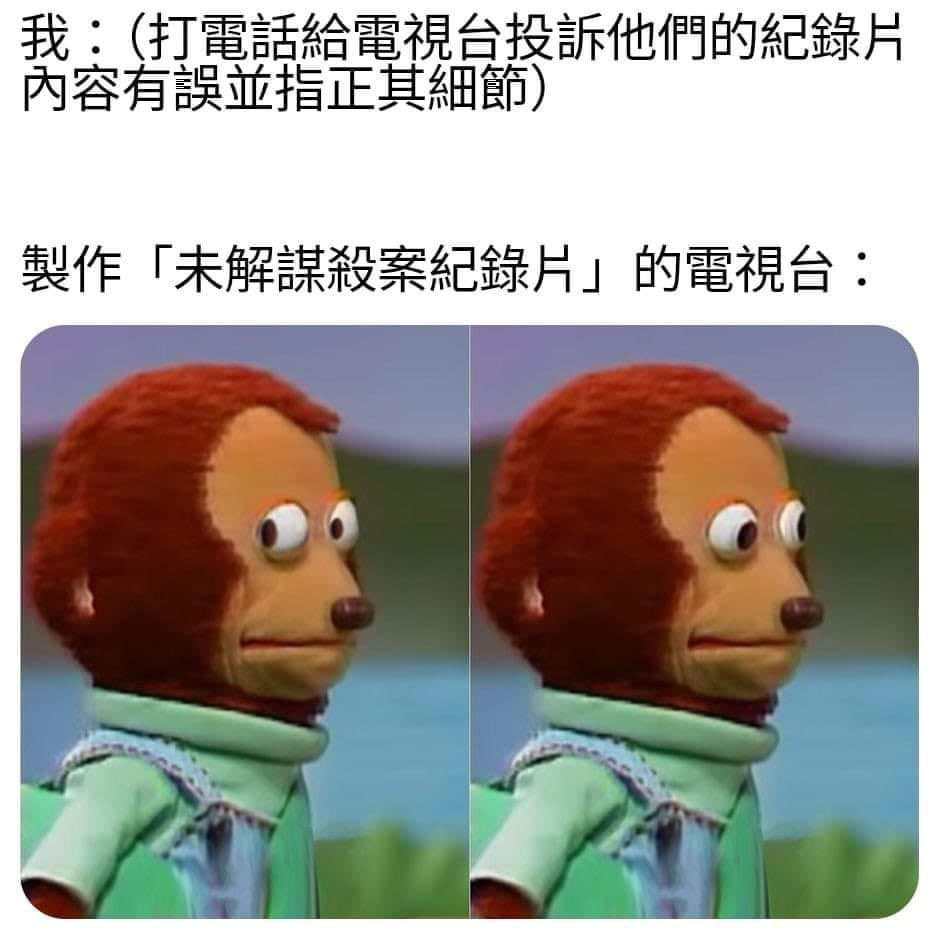 我：（打電話給電視台投訴他們的紀錄片
內容有誤並指正其細節）
製作「未解謀殺案紀錄片」的電視台：